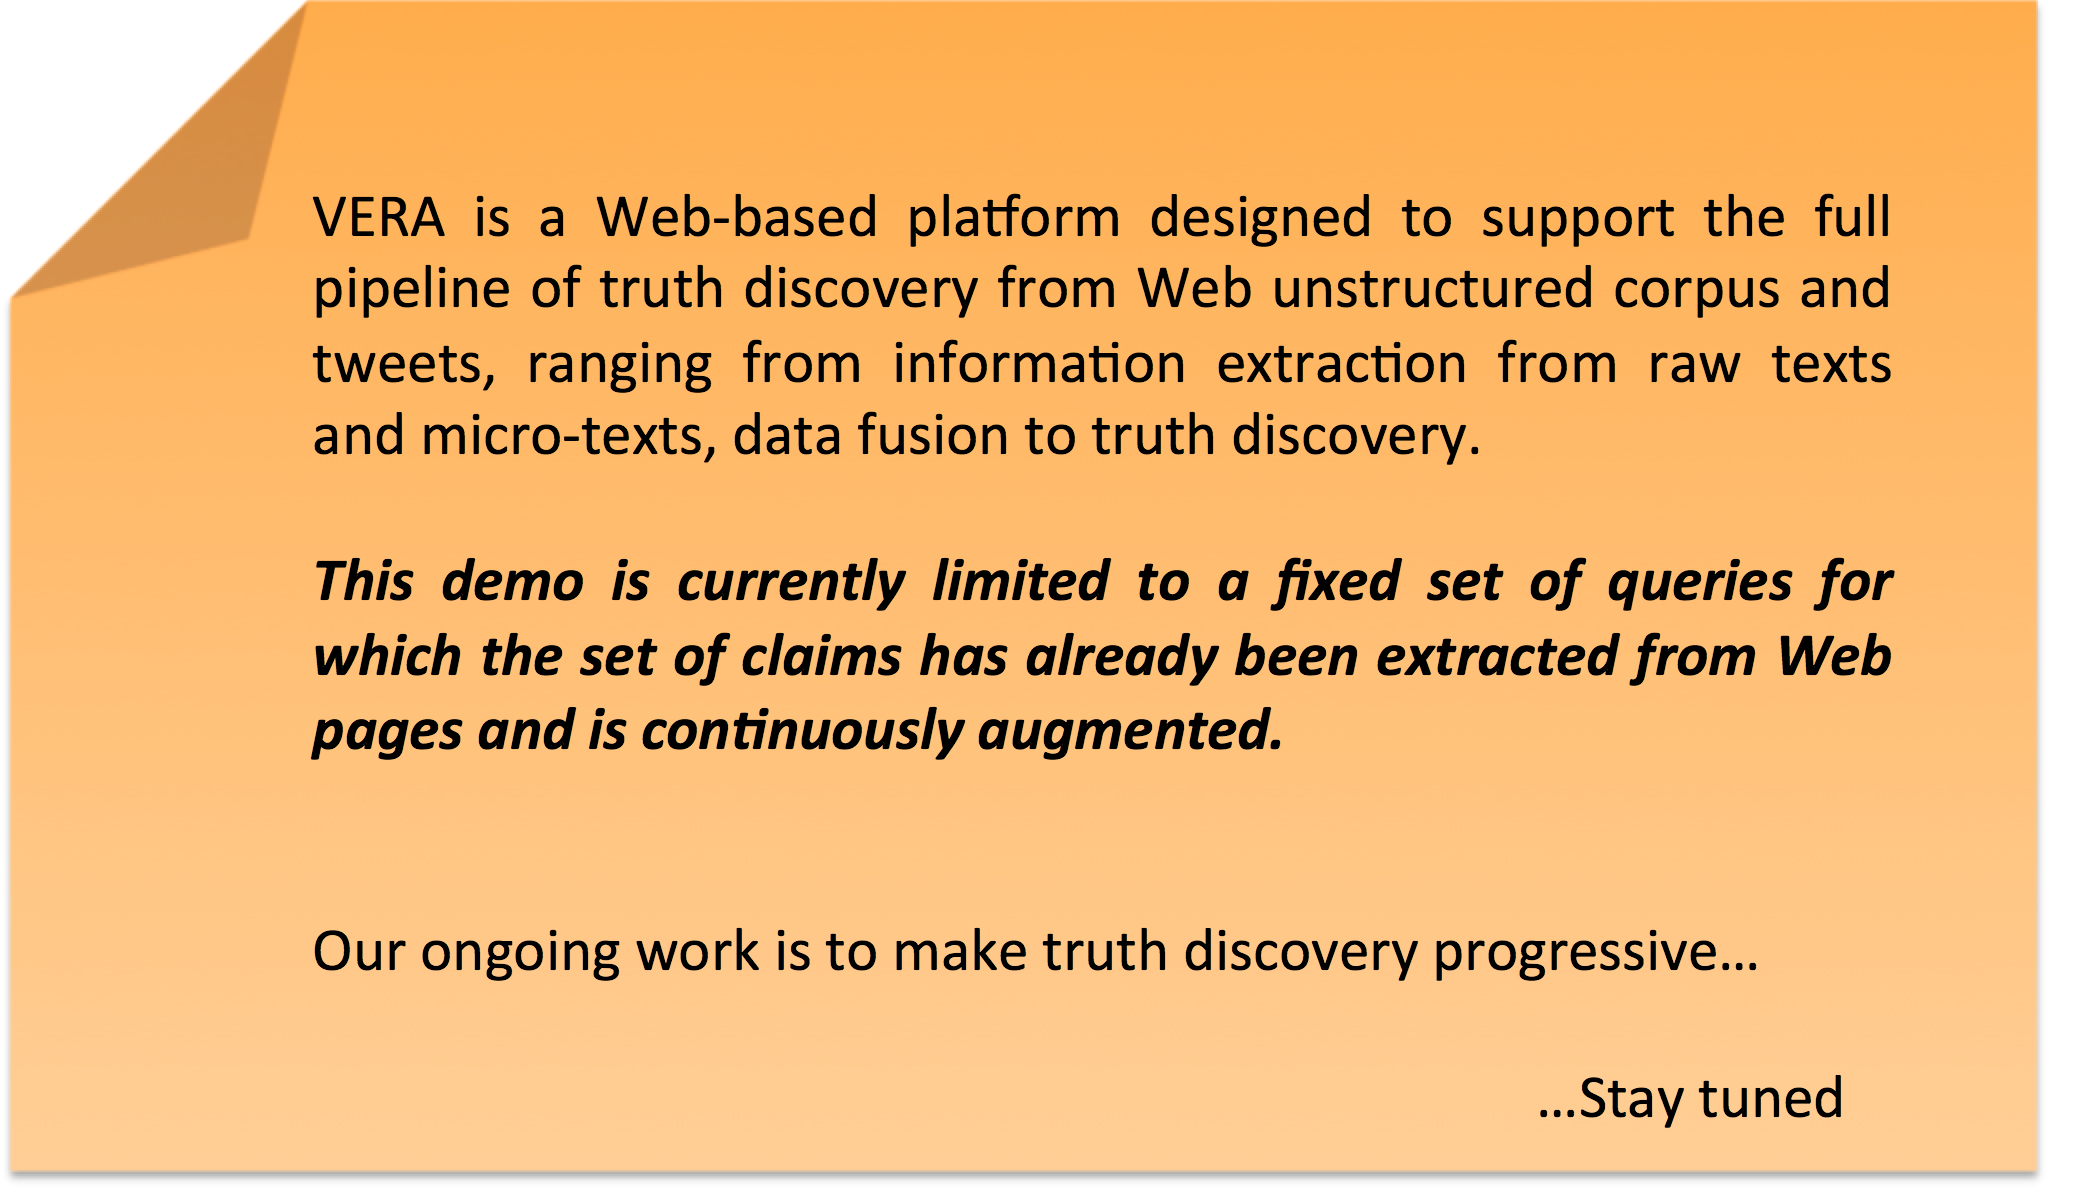 VERA is a Web-based platform designed to support the full
pipeline of truth discovery from Web unstructured corpus and
tweets, ranging from information extraction from raw texts
and micro-texts, data fusion to truth discovery.
This demo is currently limited to a fixed set of queries for
which the set of claims has already been extracted from Web
pages and is continuously augmented.
Our ongoing work is to make truth discovery progressive…
…Stay tuned